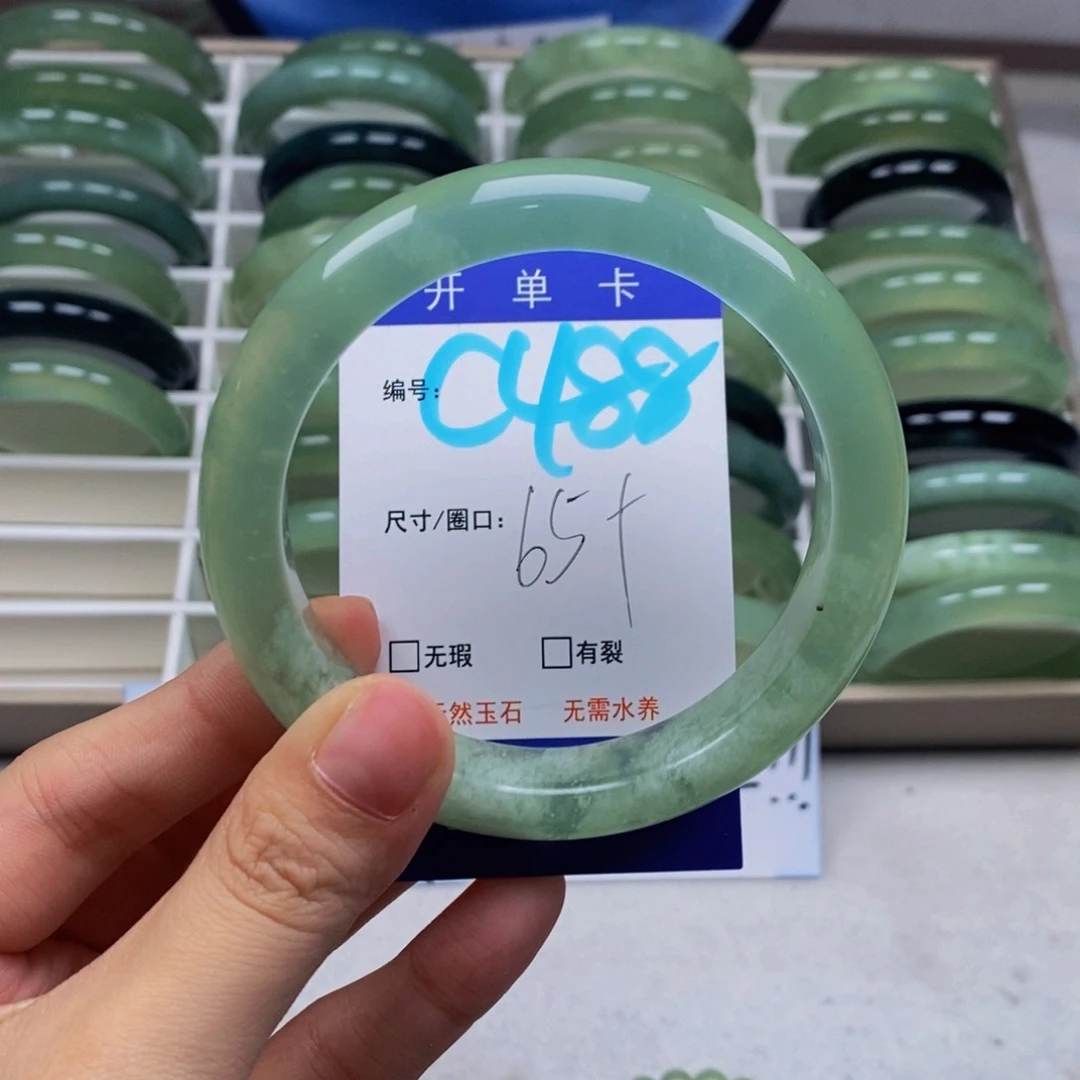 开单卡
编号：C488
尺寸/圈口：65+
□无瑕 □有裂
然玉石 无需水养